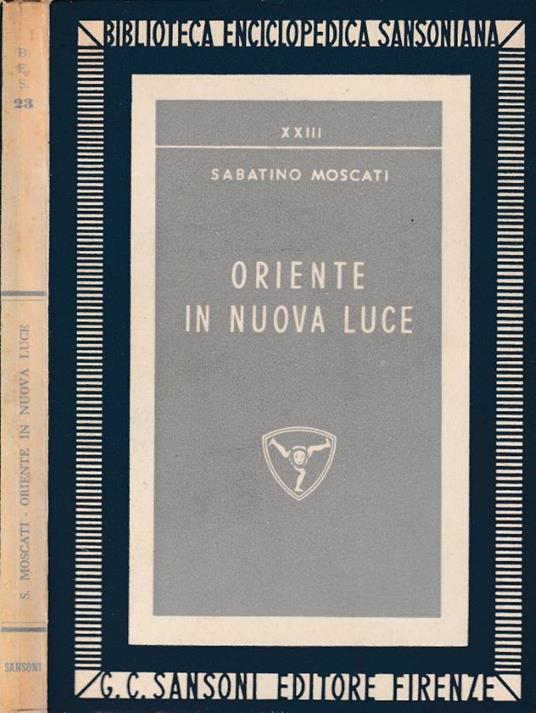 B.
E.
S.
23
S. MOSCATI - ORIENTE IN NUOVA LUCE
SANSONI
BIBLIOTECA ENCICLOPEDICA SANSONIANA
XXIII
SABATINO MOSCATI
ORIENTE
IN NUOVA LUCE
G. C. SANSONI EDITORE FIRENZE